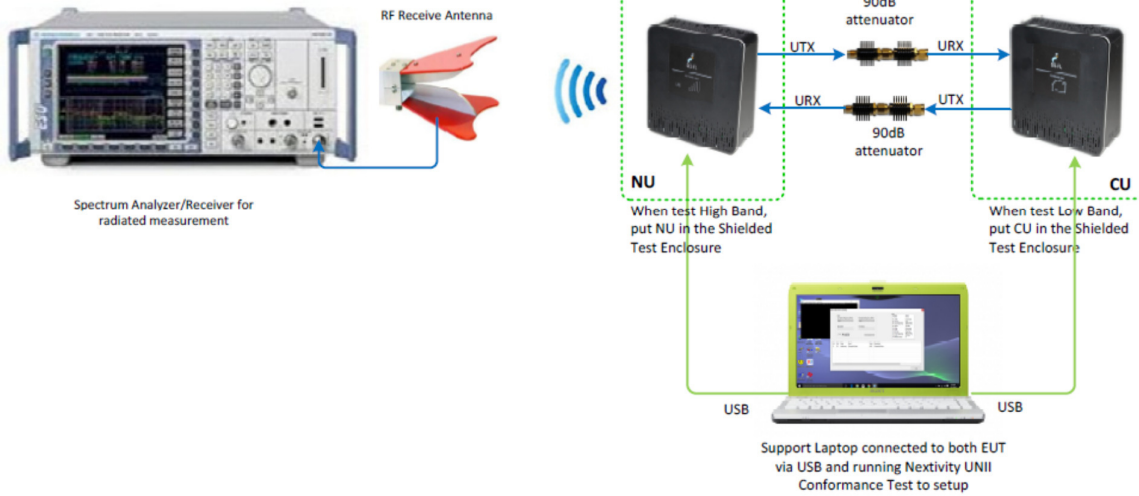 90dB
attenuator
RF Receive Antenna
UTX
URX
URX
UTX
90dB
attenuator
NU
CU
When test High Band,
put NU in the Shielded
Test Enclosure
When test Low Band,
put CU in the Shielded
Test Enclosure
Spectrum Analyzer/Receiver for
radiated measurement
USB
USB
Support Laptop connected to both EUT
via USB and running Nextivity UNII
Conformance Test to setup